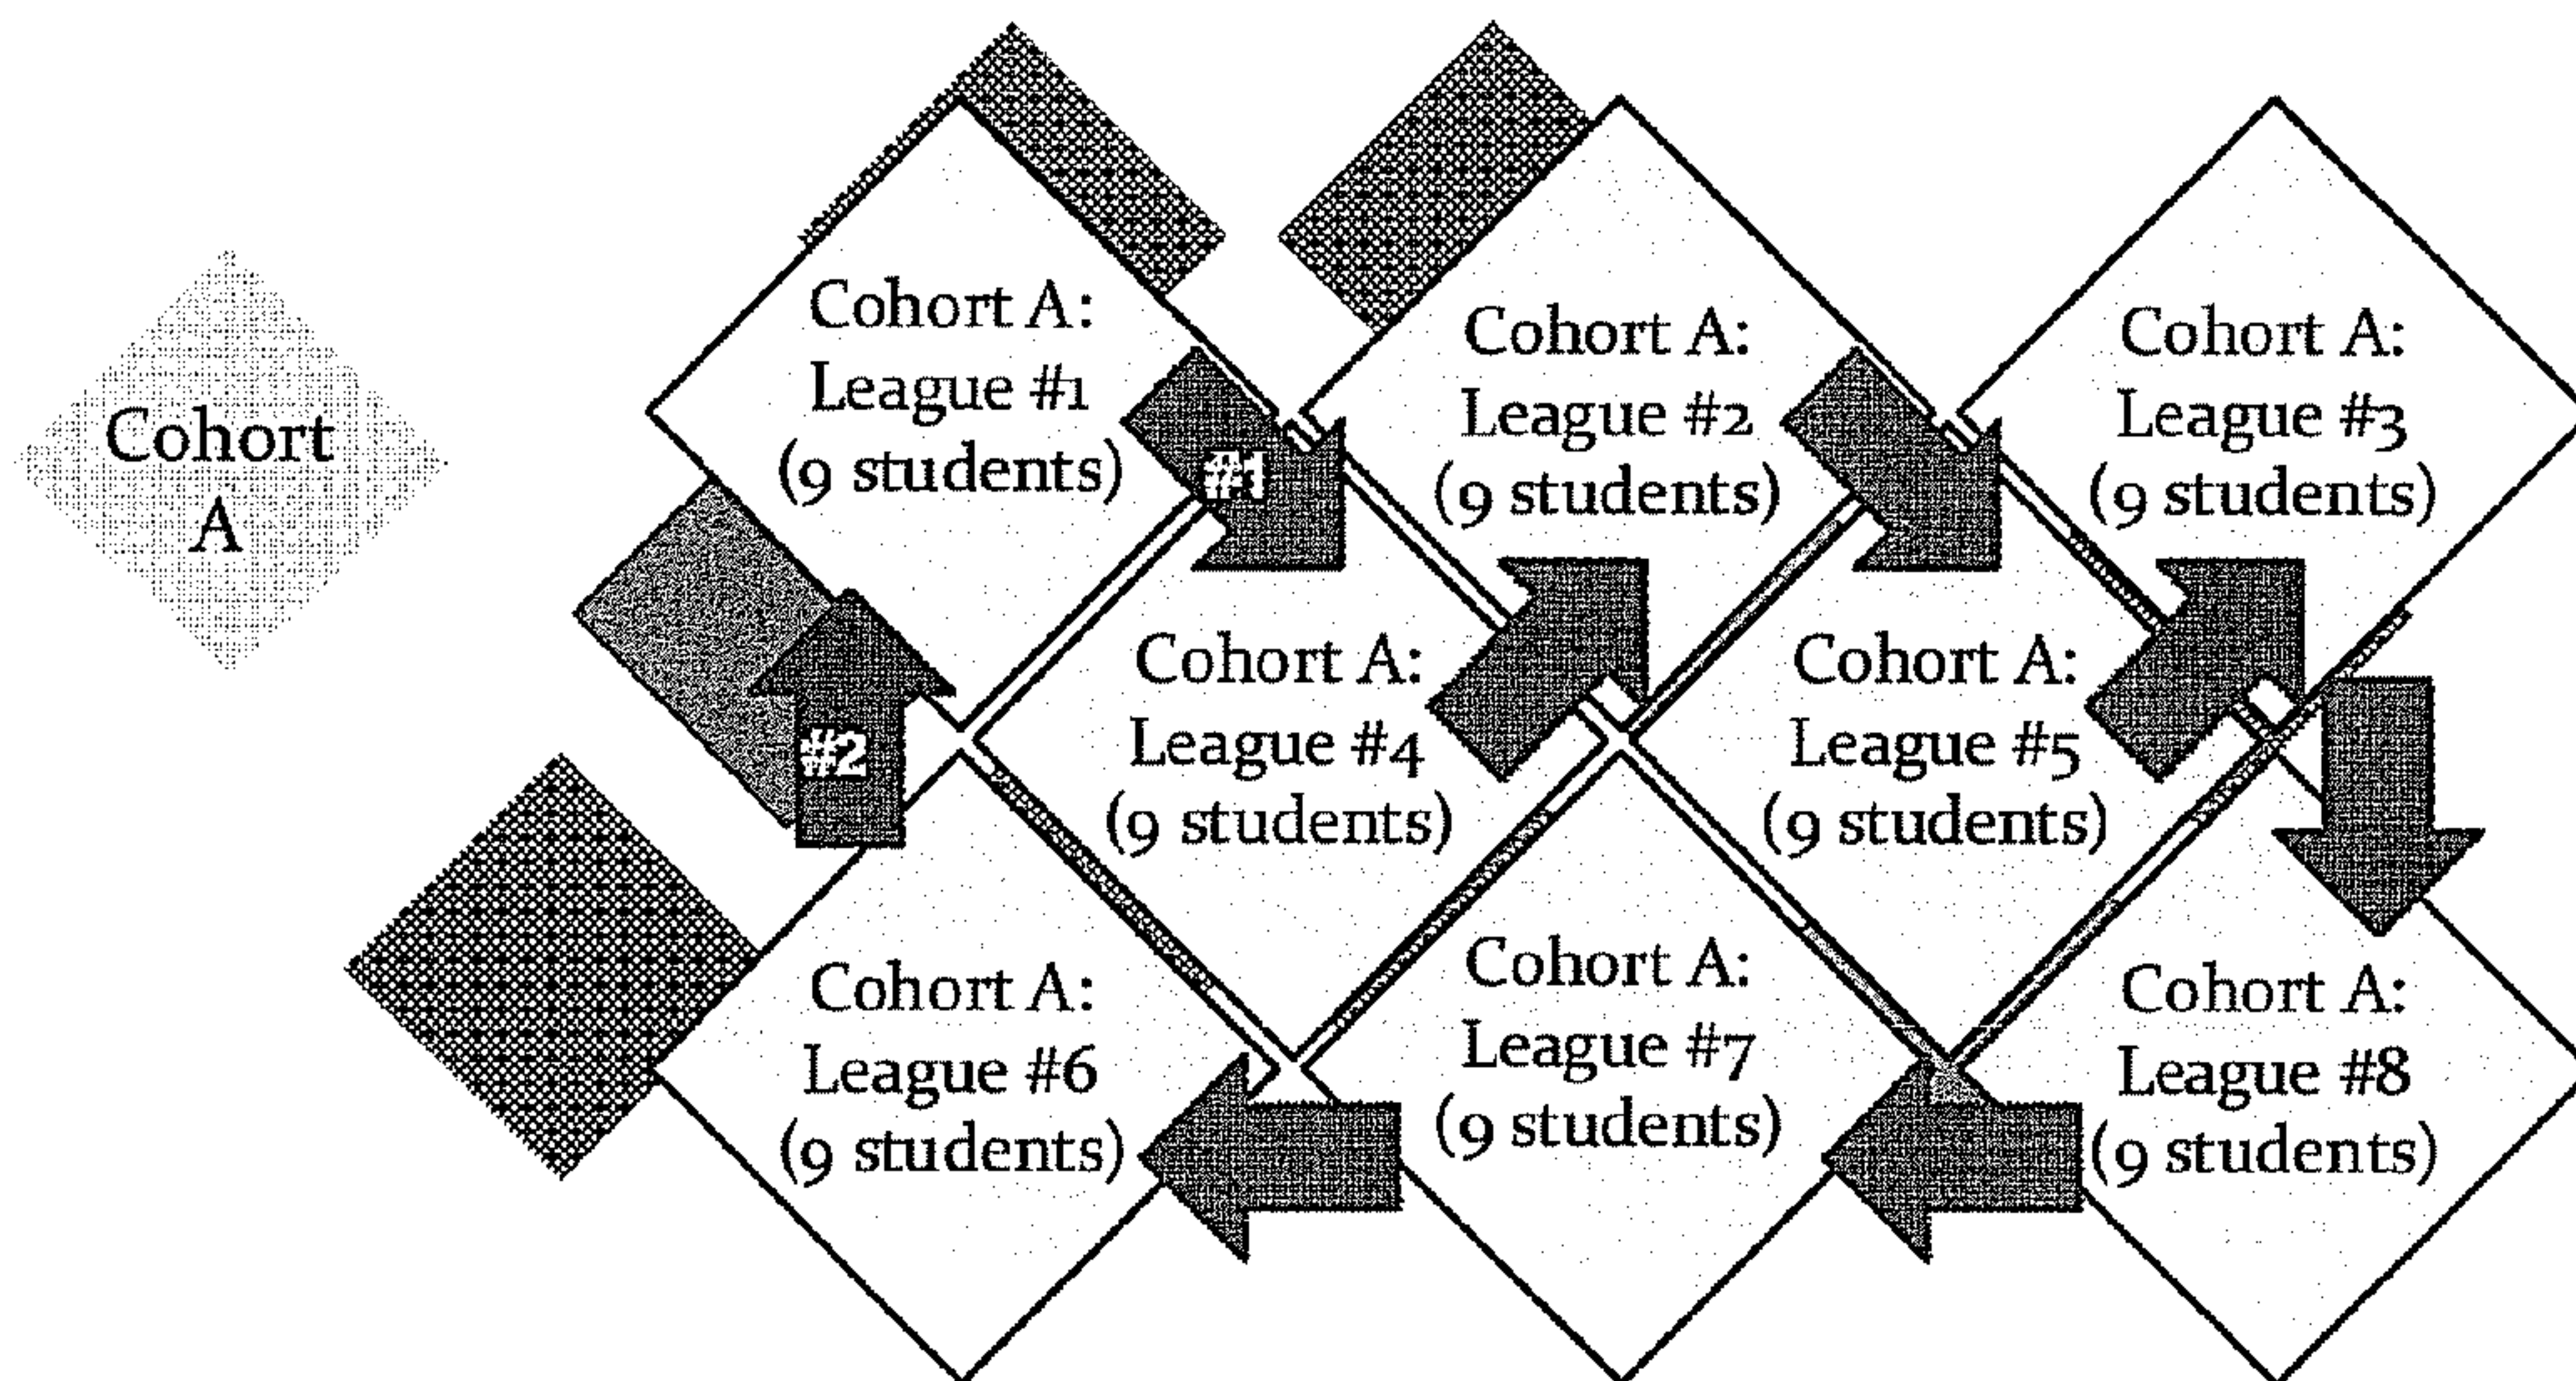 Cohort
A
Cohort A:
League #1
(9 students)
Cohort A:
League #2
(9 students)
Cohort A:
League #3
(9 students)
#1
#2
Cohort A:
League #4
(9 students)
Cohort A:
League #5
(9 students)
Cohort A:
League #6
(9 students)
Cohort A:
League #7
(9 students)
Cohort A:
League #8
(9 students)